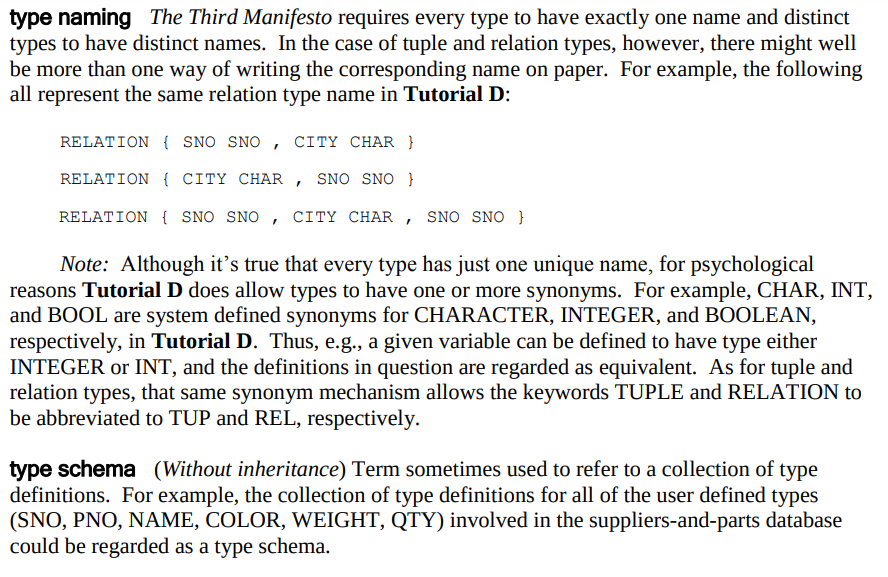 type naming The Third Manifesto requires every type to have exactly one name and distinct
types to have distinct names. In the case of tuple and relation types, however, there might well
be more than one way of writing the corresponding name on paper. For example, the following
all represent the same relation type name in Tutorial D:
RELATION { SNO SNO , CITY CHAR }
RELATION { CITY CHAR , SNO SNO }
RELATION { SNO SNO , CITY CHAR , SNO SNO }
Note: Although it’s true that every type has just one unique name, for psychological
reasons Tutorial D does allow types to have one or more synonyms. For example, CHAR, INT,
and BOOL are system defined synonyms for CHARACTER, INTEGER, and BOOLEAN,
respectively, in Tutorial D. Thus, e.g., a given variable can be defined to have type either
INTEGER or INT, and the definitions in question are regarded as equivalent. As for tuple and
relation types, that same synonym mechanism allows the keywords TUPLE and RELATION to
be abbreviated to TUP and REL, respectively.
type schema (Without inheritance) Term sometimes used to refer to a collection of type
definitions. For example, the collection of type definitions for all of the user defined types
(SNO, PNO, NAME, COLOR, WEIGHT, QTY) involved in the suppliers-and-parts database
could be regarded as a type schema.